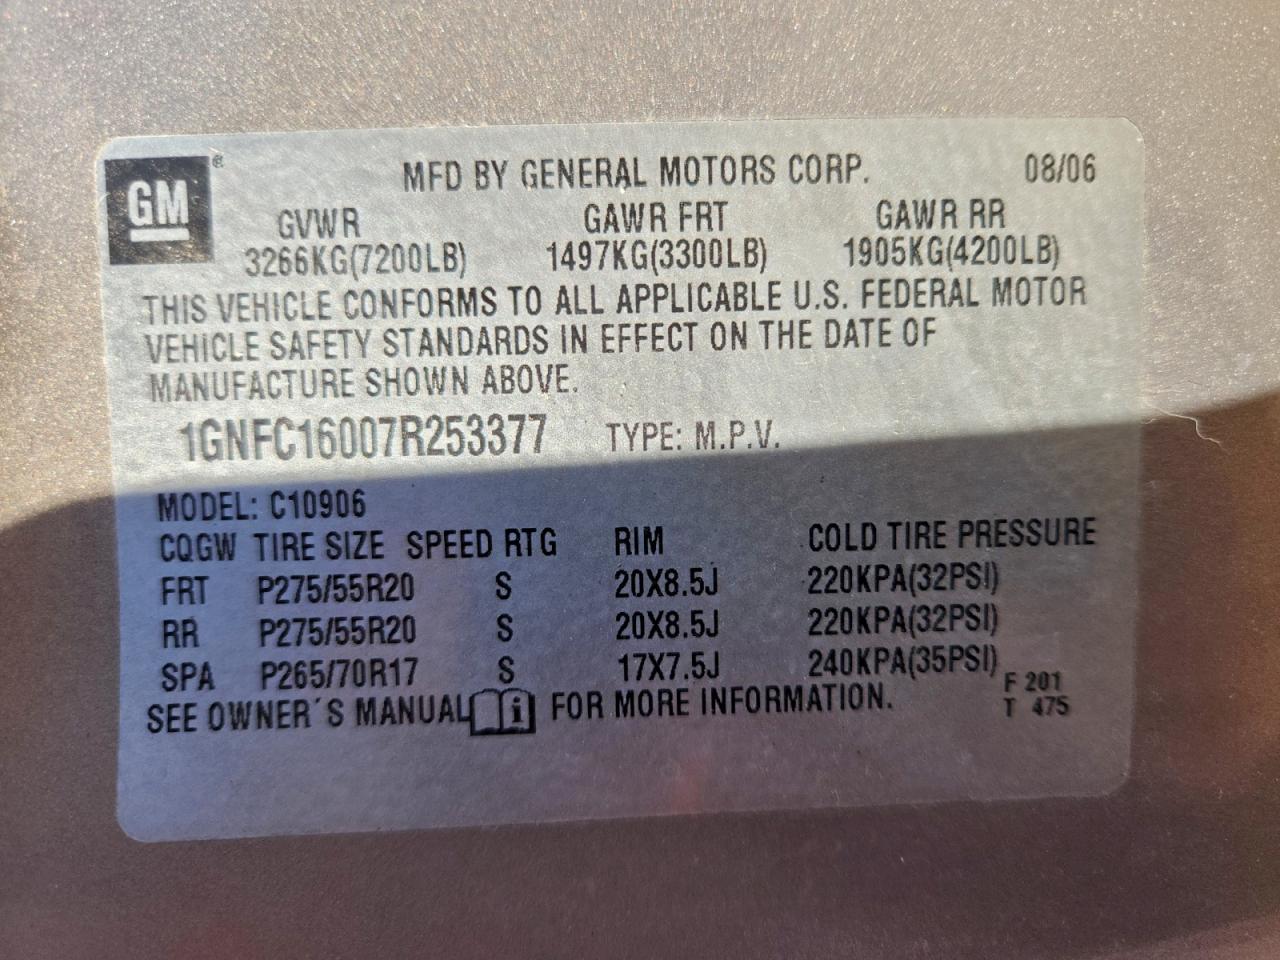 GM ®
MFD BY GENERAL MOTORS CORP. 08/06
GVWR GAWR FRT GAWR RR
3266KG(7200LB) 1497KG(3300LB) 1905KG(4200LB)
THIS VEHICLE CONFORMS TO ALL APPLICABLE U.S. FEDERAL MOTOR
VEHICLE SAFETY STANDARDS IN EFFECT ON THE DATE OF
MANUFACTURE SHOWN ABOVE.
1GNFC16007R253377 TYPE: M.P.V.
MODEL: C10906
CQGW TIRE SIZE SPEED RTG RIM COLD TIRE PRESSURE
FRT P275/55R20 S 20X8.5J 220KPA(32PSI)
RR P275/55R20 S 20X8.5J 220KPA(32PSI)
SPA P265/70R17 S 17X7.5J 240KPA(35PSI)
SEE OWNER´S MANUAL i FOR MORE INFORMATION.
F 201
T 475